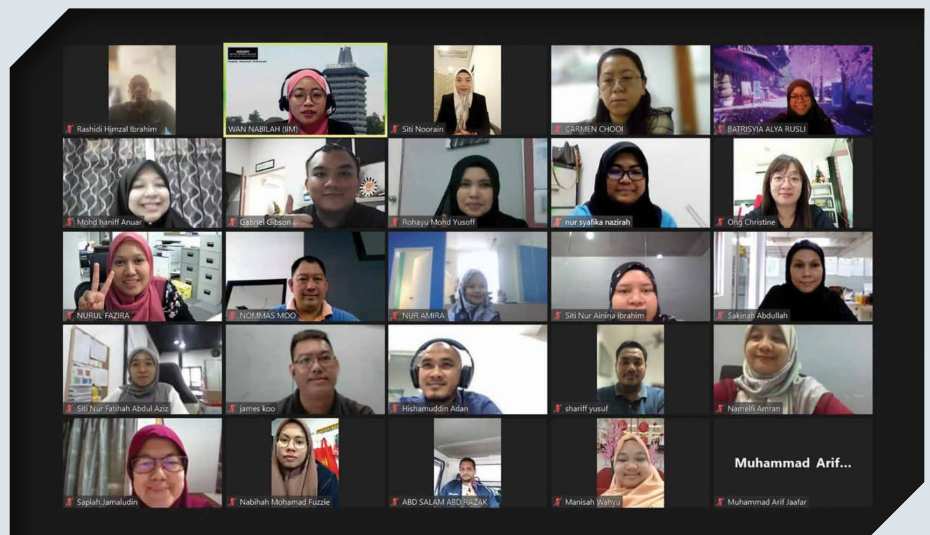 Rashidi Himzal Ibrahim
WAN NABILAH (IIM)
Siti Noorain
CARMEN CHOOI
BATRISYIA ALYA RUSLI
Mohd haniff Anuar
Gabriel Gibson
Rohayu Mohd Yusoff
nur syafika nazirah
Ong Christine
NURUL FAZIRA
NOMMAS MOO
NUR AMIRA
Siti Nur Ainina Ibrahim
Sakinah Abdullah
Siti Nur Fatihah Abdul Aziz
james koo
Hishamuddin Adan
shariff yusuf
Namelfi Amran
Sapiah Jamaludin
Nabihah Mohamad Fuzzie
ABD SALAM ABD RAZAK
Manisah Wahyu
Muhammad Arif...
Muhammad Arif Jaafar